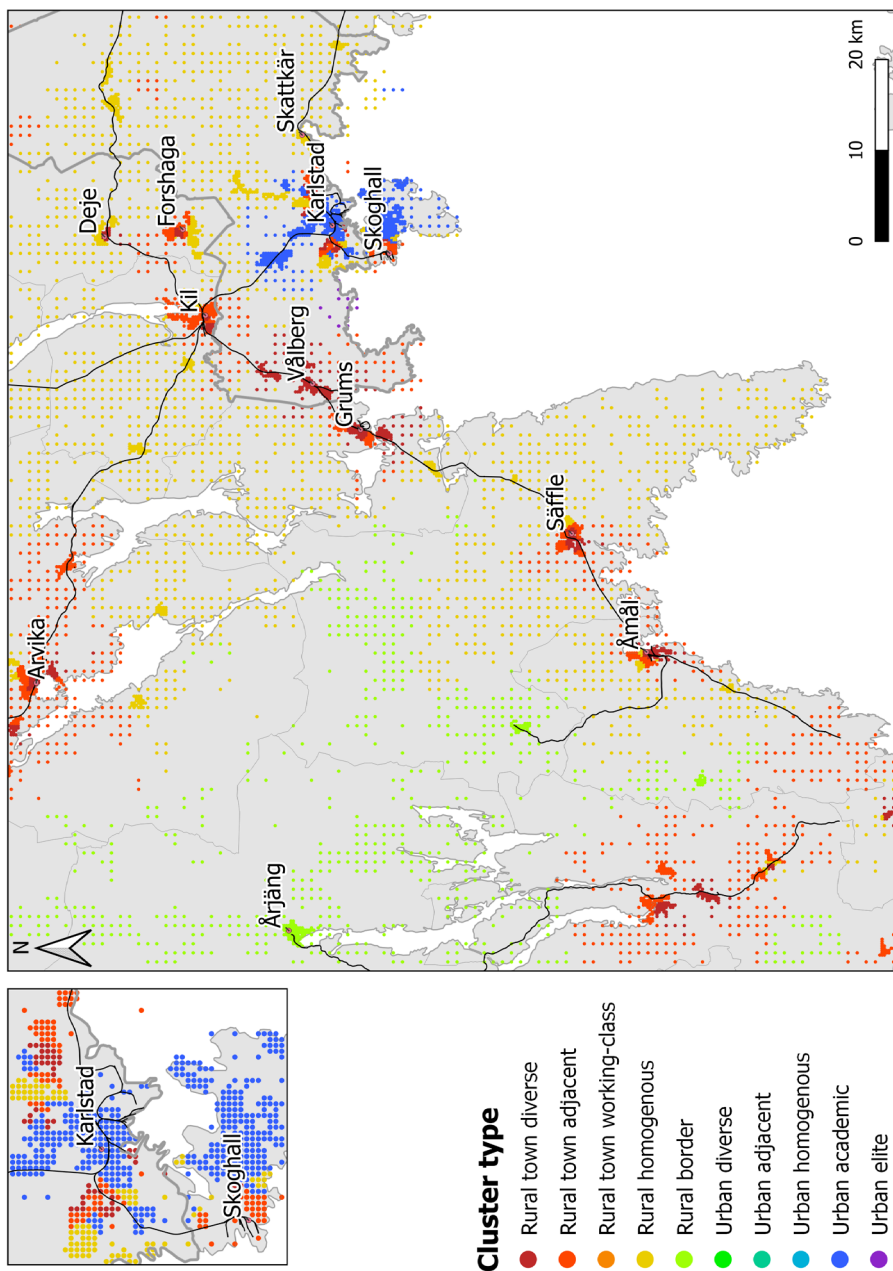 Karlstad
Skoghall
Cluster type
Rural town diverse
Rural town adjacent
Rural town working-class
Rural homogenous
Rural border
Urban diverse
Urban adjacent
Urban homogenous
Urban academic
Urban elite
N
Årjäng
Arvika
Åmål
Säffle
Grums
Vålberg
Kil
Deje
Forshaga
Skattkär
Karlstad
Skoghall
0 10 20 km